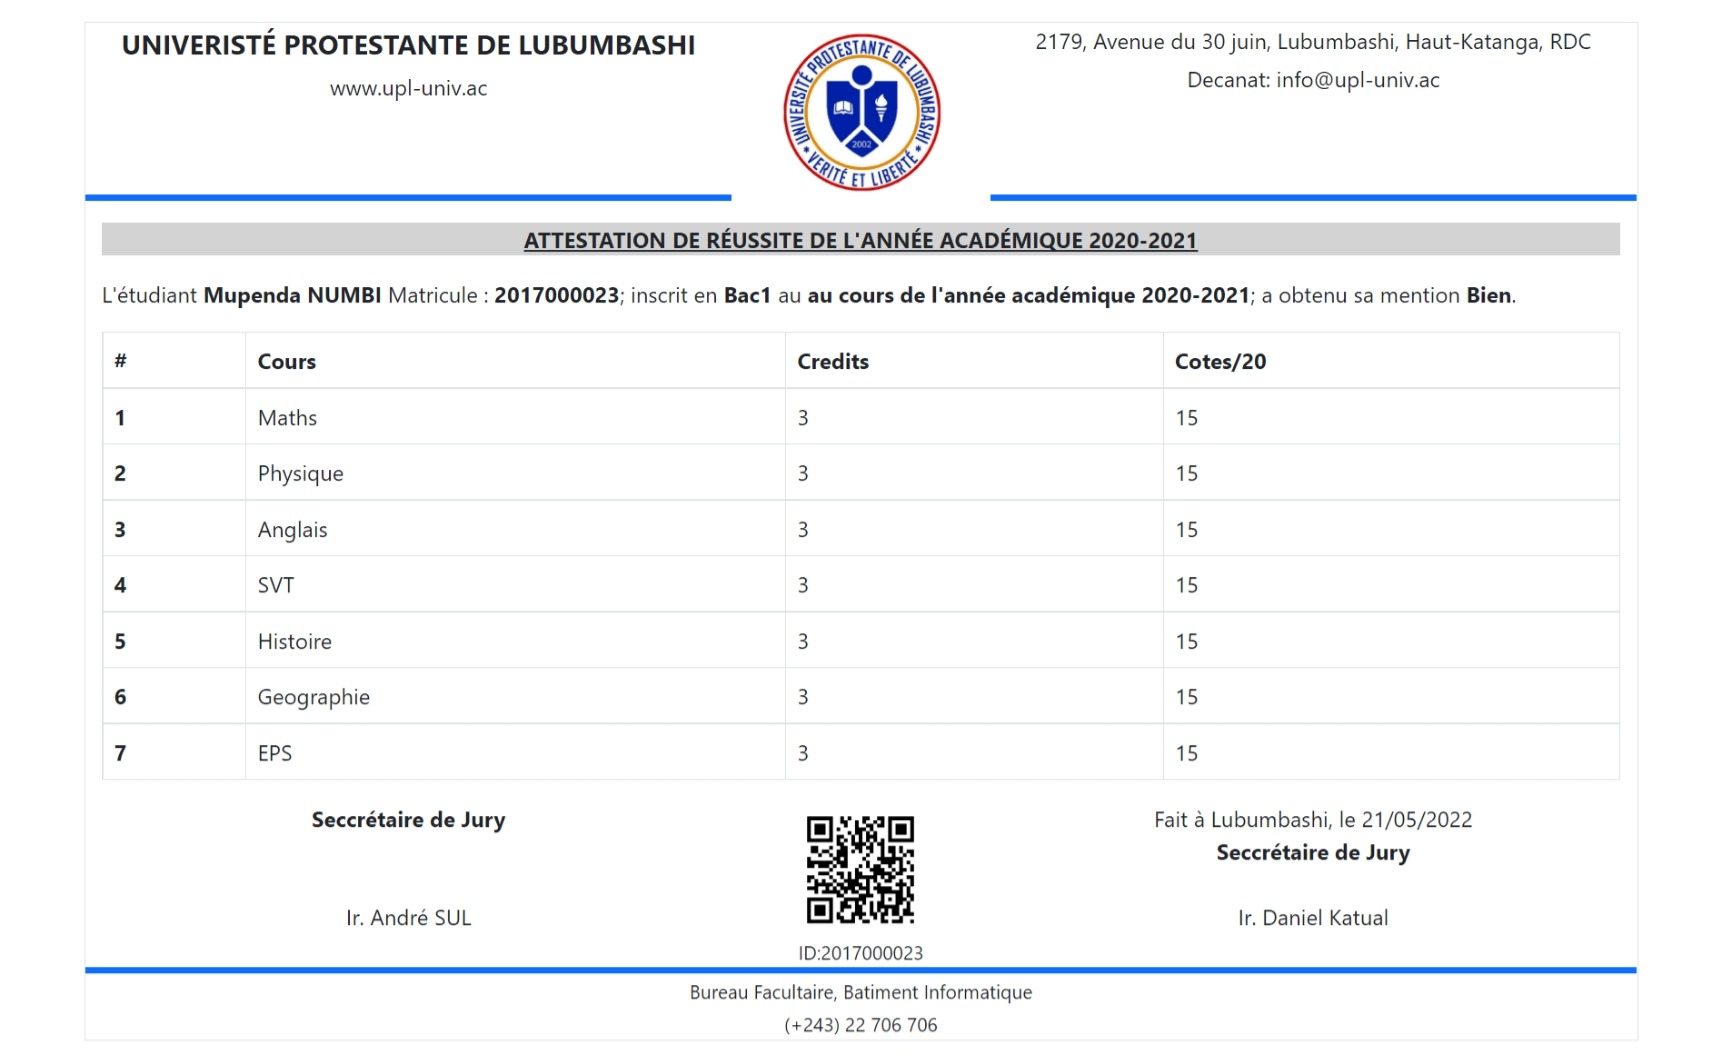 UNIVERISTÉ PROTESTANTE DE LUBUMBASHI
www.upl-univ.ac
UNIVERSITÉ PROTESTANTE DE LUBUMBASHI
2002
* VERITÉ ET LIBERTÉ *
2179, Avenue du 30 juin, Lubumbashi, Haut-Katanga, RDC
Decanat: info@upl-univ.ac
ATTESTATION DE RÉUSSITE DE L'ANNÉE ACADÉMIQUE 2020-2021
L'étudiant Mupenda NUMBI Matricule : 2017000023; inscrit en Bac1 au au cours de l'année académique 2020-2021; a obtenu sa mention Bien.
# Cours Credits Cotes/20
1 Maths 3 15
2 Physique 3 15
3 Anglais 3 15
4 SVT 3 15
5 Histoire 3 15
6 Geographie 3 15
7 EPS 3 15
Seccrétaire de Jury
Ir. André SUL
ID:2017000023
Fait à Lubumbashi, le 21/05/2022
Seccrétaire de Jury
Ir. Daniel Katual
Bureau Facultaire, Batiment Informatique
(+243) 22 706 706